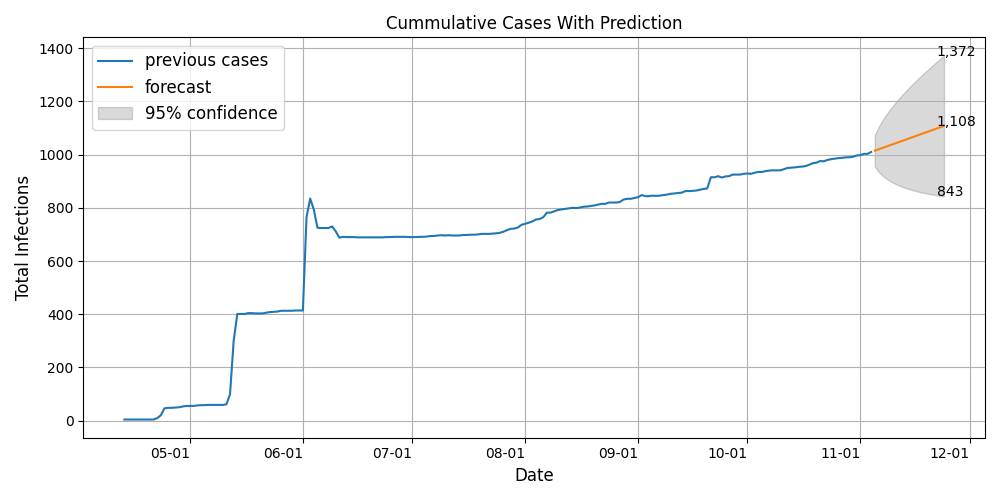 Cummulative Cases With Prediction
previous cases
forecast
95% confidence
1,372
1,108
843
1400
1200
1000
800
600
400
200
0
Total Infections
05-01 06-01 07-01 08-01 09-01 10-01 11-01 12-01
Date